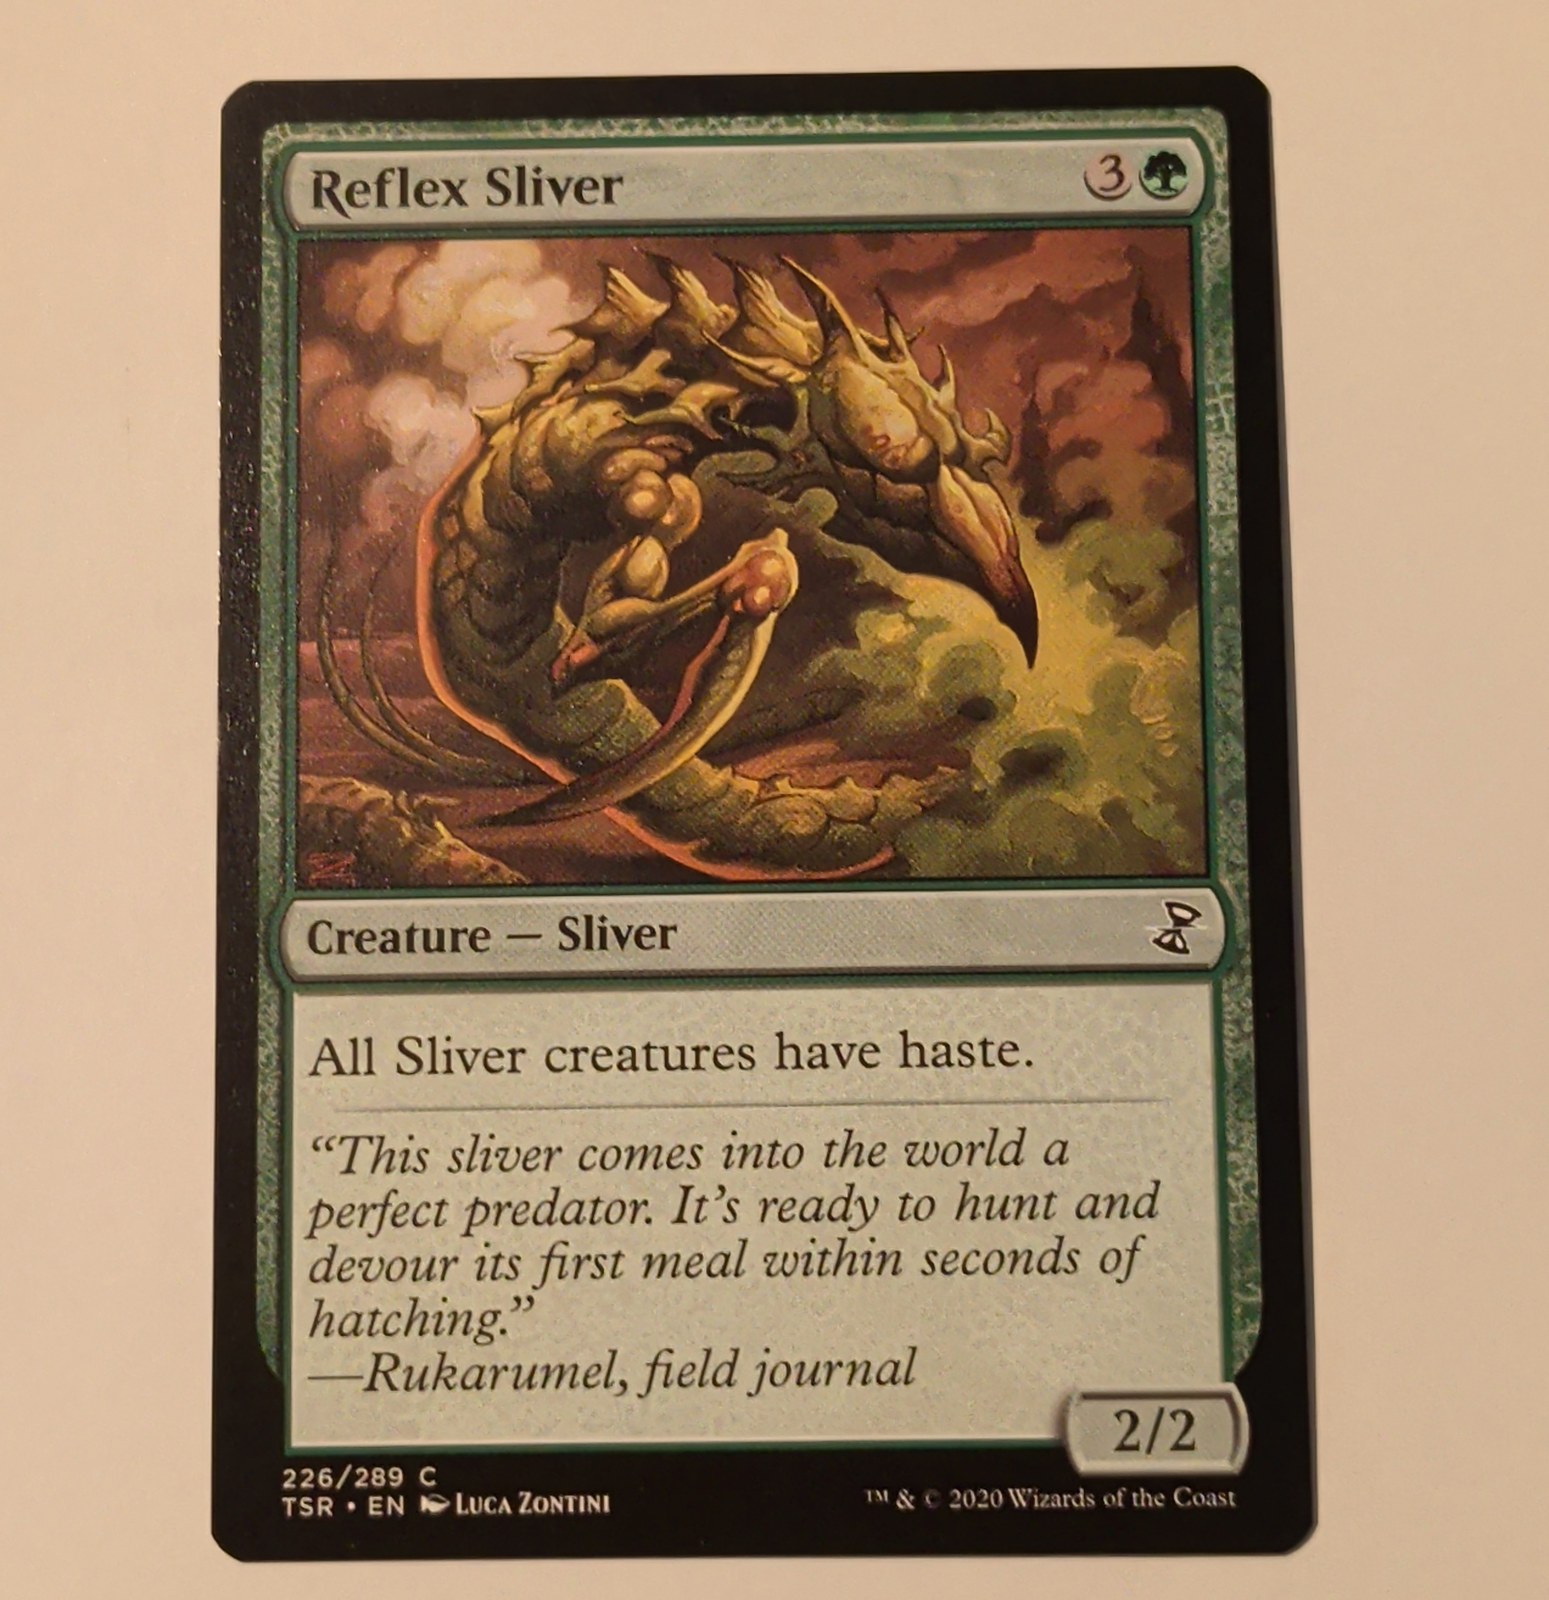 Reflex Sliver 3
Creature — Sliver
All Sliver creatures have haste.
“This sliver comes into the world a
perfect predator. It’s ready to hunt and
devour its first meal within seconds of
hatching.”
—Rukarumel, field journal
2/2
226/289 C
TSR • EN LUCA ZONTINI
™ & © 2020 Wizards of the Coast